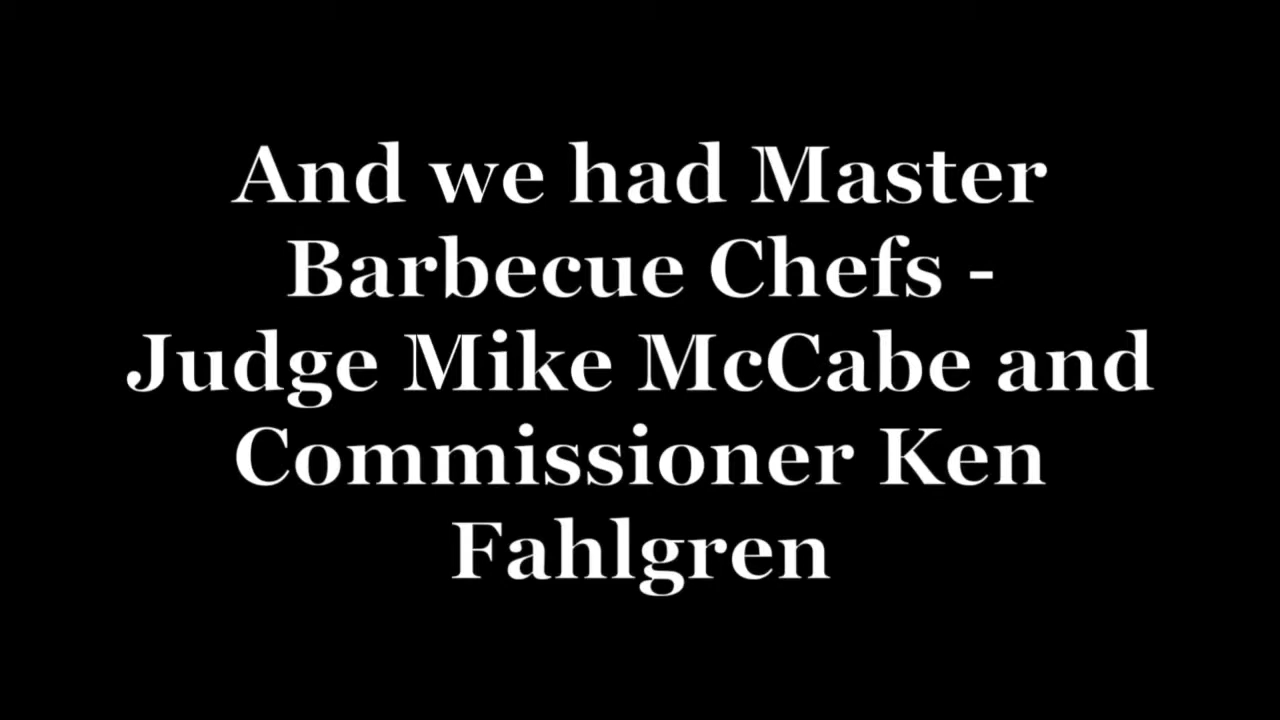 And we had Master
Barbecue Chefs -
Judge Mike McCabe and
Commissioner Ken
Fahlgren